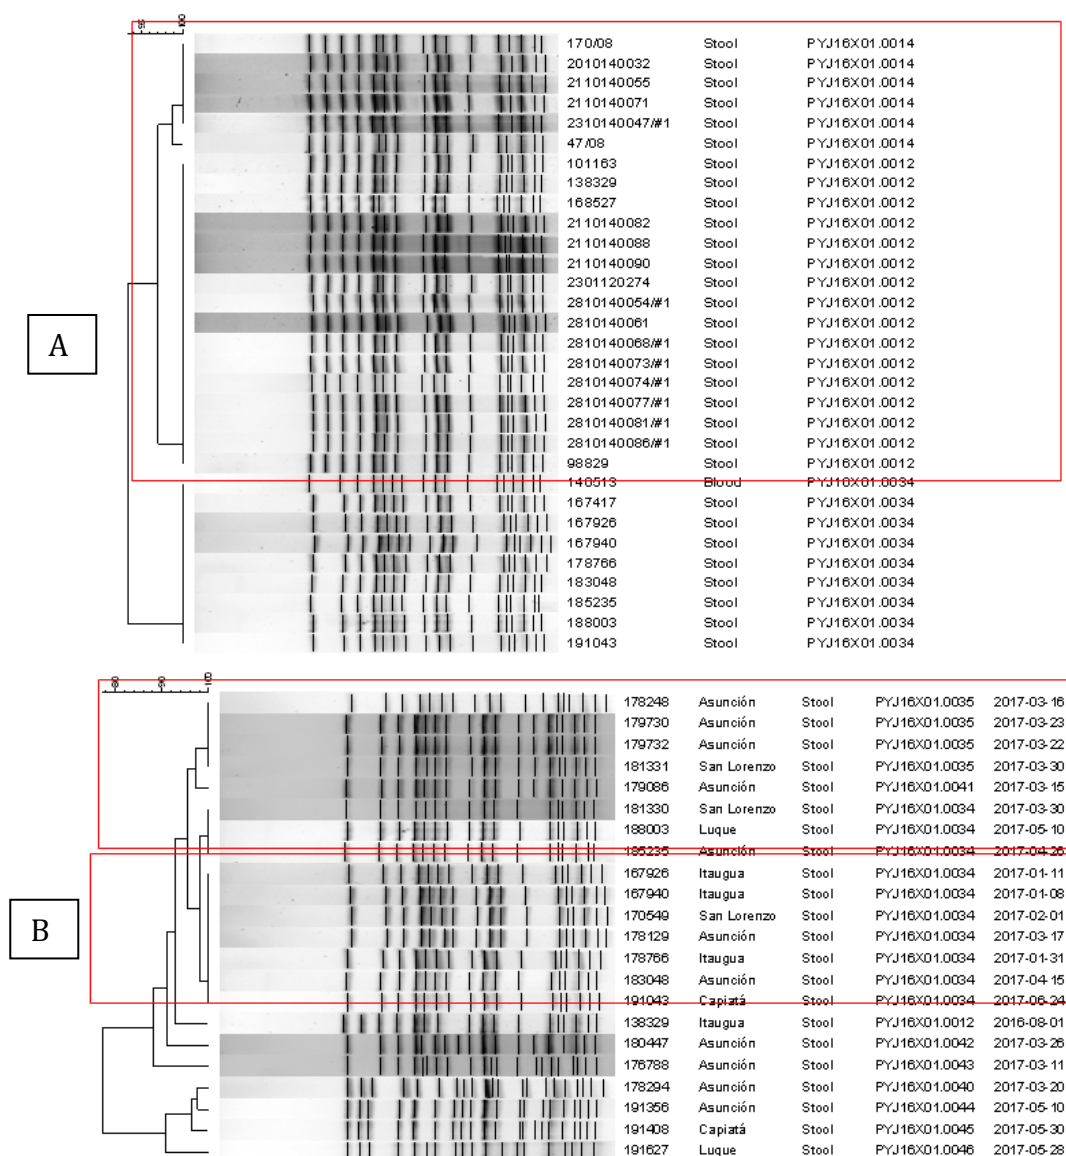 95 100
170/08 Stool PYJ16X01.0014
2010140032 Stool PYJ16X01.0014
2110140055 Stool PYJ16X01.0014
2110140071 Stool PYJ16X01.0014
2310140047/#1 Stool PYJ16X01.0014
47/08 Stool PYJ16X01.0014
101163 Stool PYJ16X01.0012
138329 Stool PYJ16X01.0012
168527 Stool PYJ16X01.0012
2110140082 Stool PYJ16X01.0012
2110140088 Stool PYJ16X01.0012
2110140090 Stool PYJ16X01.0012
2301120274 Stool PYJ16X01.0012
2810140054/#1 Stool PYJ16X01.0012
2810140061 Stool PYJ16X01.0012
A
2810140068/#1 Stool PYJ16X01.0012
2810140073/#1 Stool PYJ16X01.0012
2810140074/#1 Stool PYJ16X01.0012
2810140077/#1 Stool PYJ16X01.0012
2810140081/#1 Stool PYJ16X01.0012
2810140086/#1 Stool PYJ16X01.0012
98829 Stool PYJ16X01.0012
140513 Blood PYJ16X01.0034
167417 Stool PYJ16X01.0034
167926 Stool PYJ16X01.0034
167940 Stool PYJ16X01.0034
178766 Stool PYJ16X01.0034
183048 Stool PYJ16X01.0034
185235 Stool PYJ16X01.0034
188003 Stool PYJ16X01.0034
191043 Stool PYJ16X01.0034
80 90 100
178248 Asunción Stool PYJ16X01.0035 2017-03-16
179730 Asunción Stool PYJ16X01.0035 2017-03-23
179732 Asunción Stool PYJ16X01.0035 2017-03-22
181331 San Lorenzo Stool PYJ16X01.0035 2017-03-30
179086 Asunción Stool PYJ16X01.0041 2017-03-15
181330 San Lorenzo Stool PYJ16X01.0034 2017-03-30
188003 Luque Stool PYJ16X01.0034 2017-05-10
185235 Asunción Stool PYJ16X01.0034 2017-04-26
167926 Itaugua Stool PYJ16X01.0034 2017-01-11
167940 Itaugua Stool PYJ16X01.0034 2017-01-08
170549 San Lorenzo Stool PYJ16X01.0034 2017-02-01
B
178129 Asunción Stool PYJ16X01.0034 2017-03-17
178766 Itaugua Stool PYJ16X01.0034 2017-01-31
183048 Asunción Stool PYJ16X01.0034 2017-04-15
191043 Capiatá Stool PYJ16X01.0034 2017-06-24
138329 Itaugua Stool PYJ16X01.0012 2016-08-01
180447 Asunción Stool PYJ16X01.0042 2017-03-26
176788 Asunción Stool PYJ16X01.0043 2017-03-11
178294 Asunción Stool PYJ16X01.0040 2017-03-20
191356 Asunción Stool PYJ16X01.0044 2017-05-10
191408 Capiatá Stool PYJ16X01.0045 2017-05-30
191627 Luque Stool PYJ16X01.0046 2017-05-28